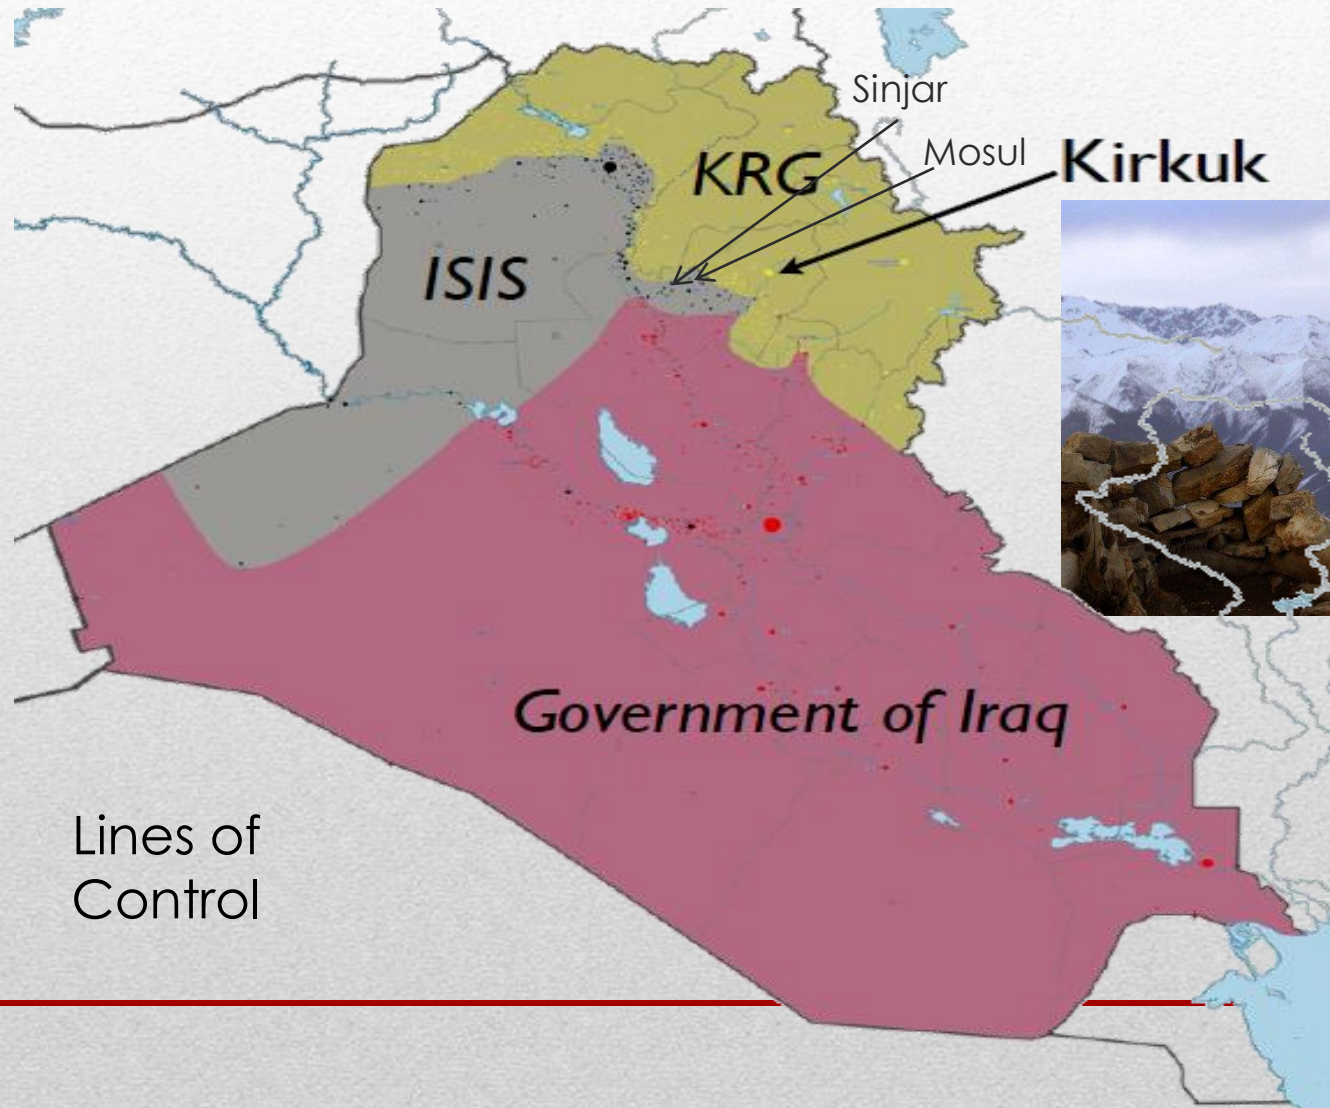 Sinjar
Mosul
Kirkuk
KRG
ISIS
Government of Iraq
Lines of
Control